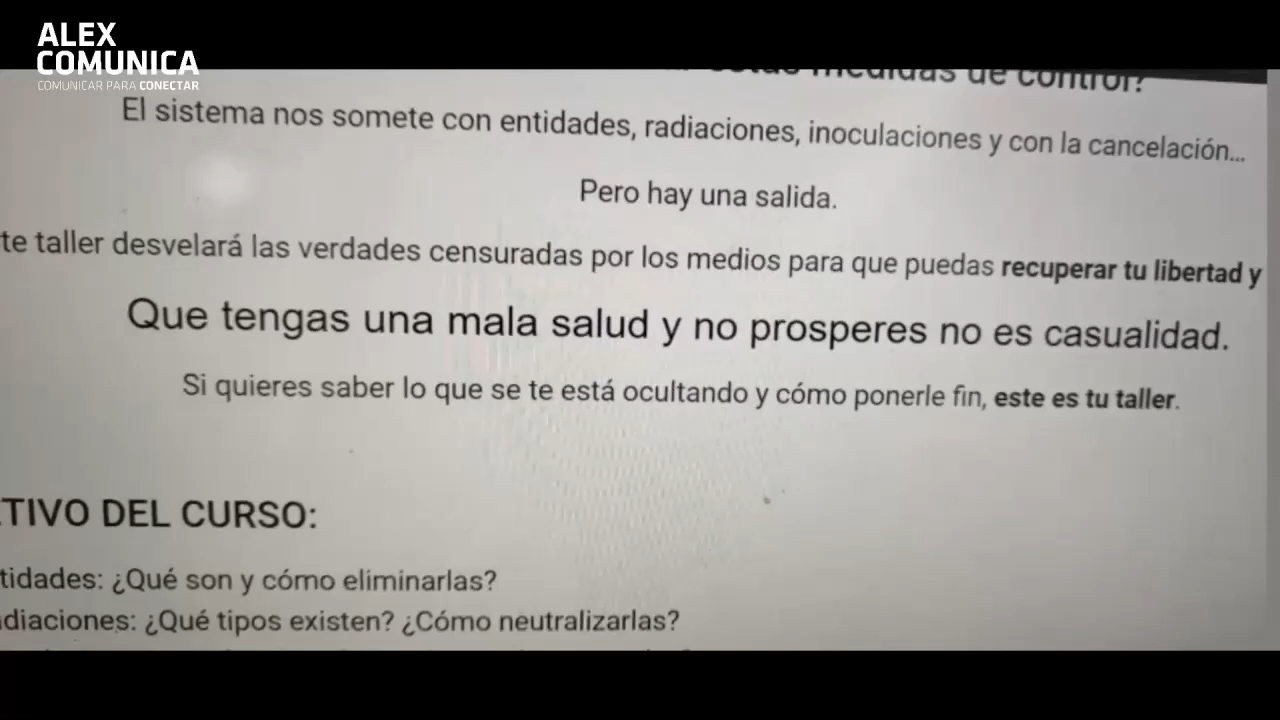 ALEX
COMUNICA
COMUNICAR PARA CONECTAR
medidas de control?
El sistema nos somete con entidades, radiaciones, inoculaciones y con la cancelación...
Pero hay una salida.
te taller desvelará las verdades censuradas por los medios para que puedas recuperar tu libertad y
Que tengas una mala salud y no prosperes no es casualidad.
Si quieres saber lo que se te está ocultando y cómo ponerle fin, este es tu taller.
TIVO DEL CURSO:
tidades: ¿Qué son y cómo eliminarlas?
diaciones: ¿Qué tipos existen? ¿Cómo neutralizarlas?